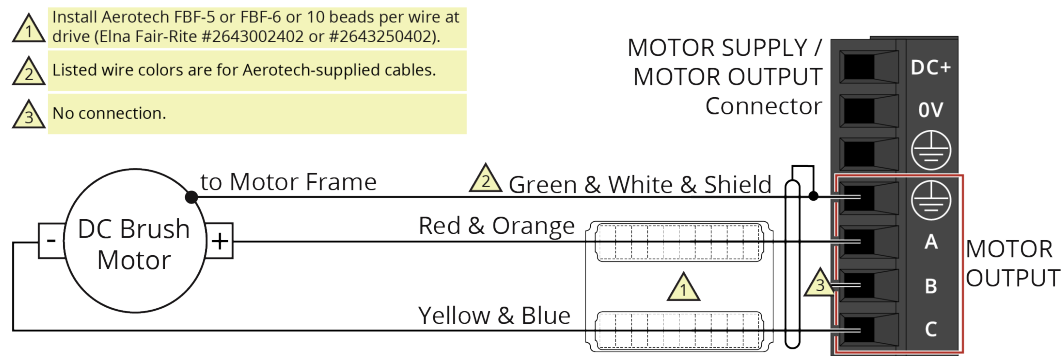 1
Install Aerotech FBF-5 or FBF-6 or 10 beads per wire at
drive (Elna Fair-Rite #2643002402 or #2643250402).
2
Listed wire colors are for Aerotech-supplied cables.
3
No connection.
MOTOR SUPPLY /
MOTOR OUTPUT
Connector
DC+
0V
to Motor Frame
2
Green & White & Shield
DC Brush
Motor
-
+
Red & Orange
A
MOTOR
OUTPUT
1
3
B
Yellow & Blue
C